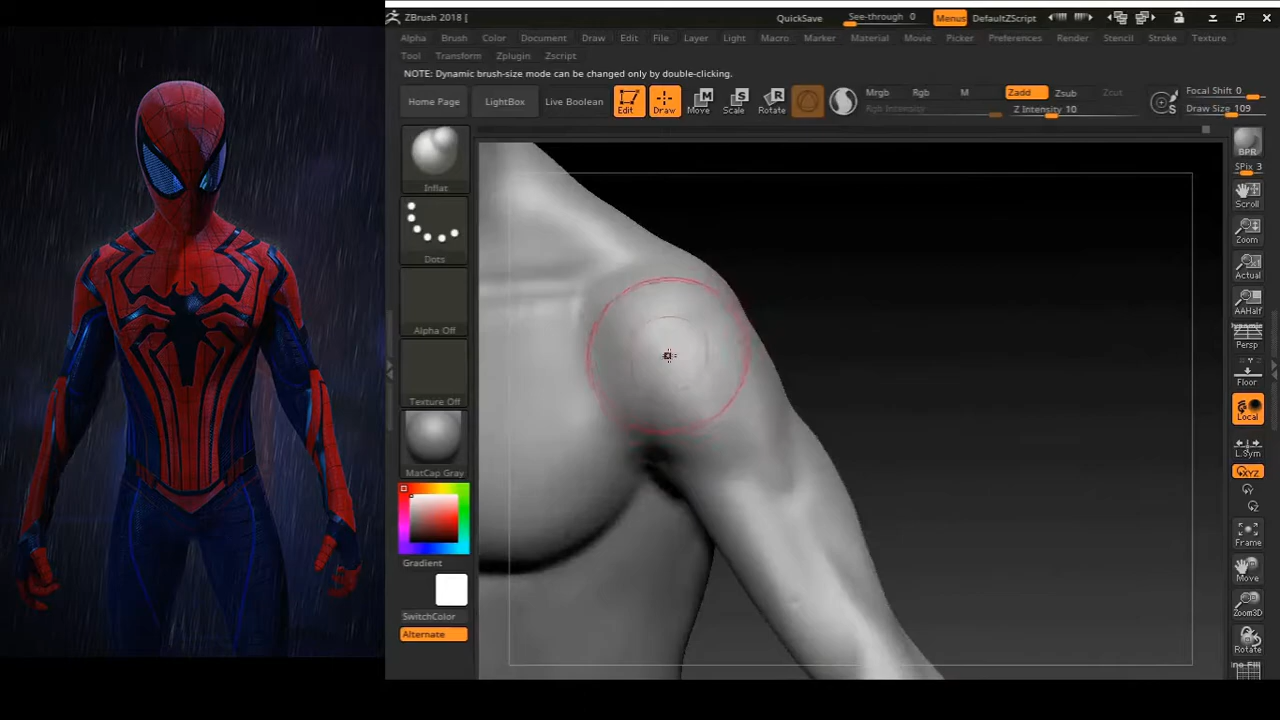 ZBrush 2018 [
QuickSave
See-through 0
Menus
DefaultZScript
Alpha Brush Color Document Draw Edit File Layer Light Macro Marker Material Movie Picker Preferences Render Stencil Stroke Texture
Tool Transform Zplugin Zscript
NOTE: Dynamic brush-size mode can be changed only by double-clicking.
Home Page
LightBox
Live Boolean
Edit
Draw
Move
Scale
Rotate
Mrgb Rgb M
Rgb Intensity
Zadd Zsub Zcut
Z Intensity 10
S
Focal Shift 0
Draw Size 109
Inflat
Dots
Alpha Off
Texture Off
MatCap Gray
Gradient
SwitchColor
Alternate
BPR
SPix 3
Scroll
Zoom
Actual
AAHalf
Dynamic
Persp
Floor
Local
L.Sym
XYZ
Y
Z
Frame
Move
Zoom3D
Rotate